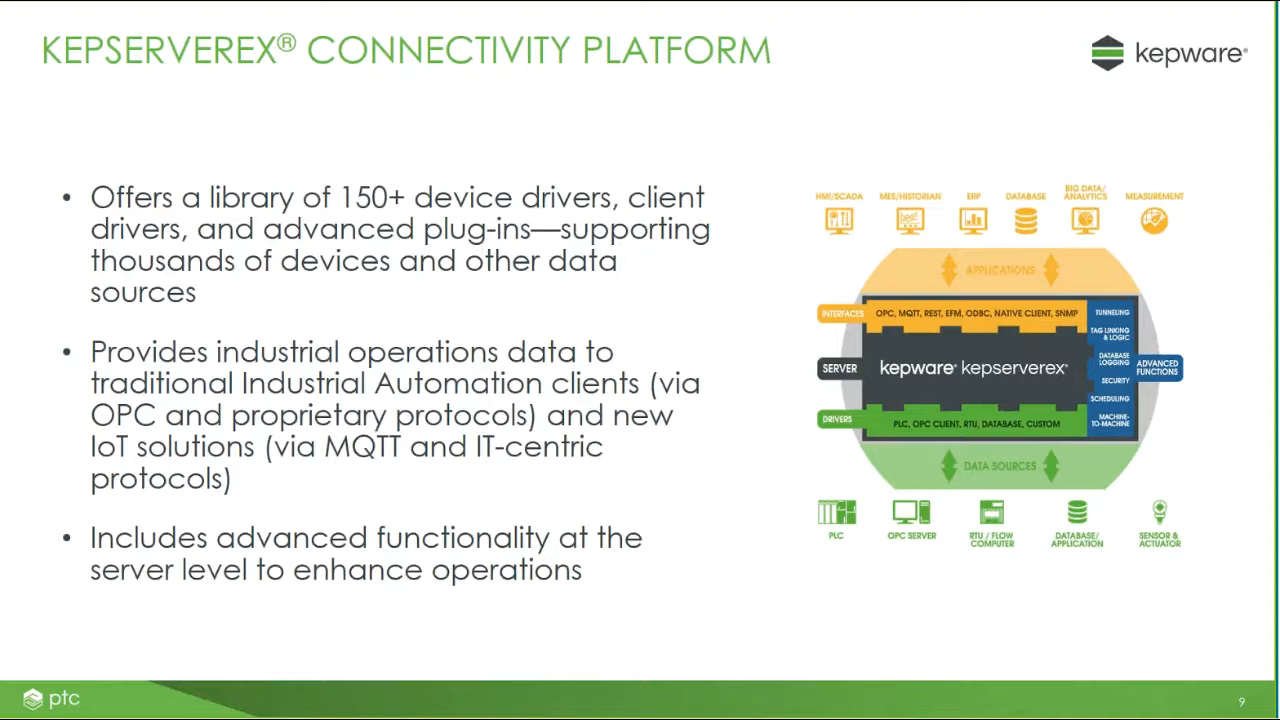 KEPSERVEREX® CONNECTIVITY PLATFORM
kepware®
• Offers a library of 150+ device drivers, client
drivers, and advanced plug-ins—supporting
thousands of devices and other data
sources
• Provides industrial operations data to
traditional Industrial Automation clients (via
OPC and proprietary protocols) and new
IoT solutions (via MQTT and IT-centric
protocols)
• Includes advanced functionality at the
server level to enhance operations
HMI/SCADA
MES/HISTORIAN
ERP
DATABASE
BIG DATA/
ANALYTICS
MEASUREMENT
APPLICATIONS
INTERFACES
OPC, MQTT, REST, EFM, ODBC, NATIVE CLIENT, SNMP
SERVER
kepware® kepserverex®
DRIVERS
PLC, OPC CLIENT, RTU, DATABASE, CUSTOM
TUNNELING
TAG LINKING
& LOGIC
DATABASE
LOGGING
SECURITY
SCHEDULING
MACHINE-
TO-MACHINE
ADVANCED
FUNCTIONS
DATA SOURCES
PLC
OPC SERVER
RTU / FLOW
COMPUTER
DATABASE/
APPLICATION
SENSOR &
ACTUATOR
ptc
9